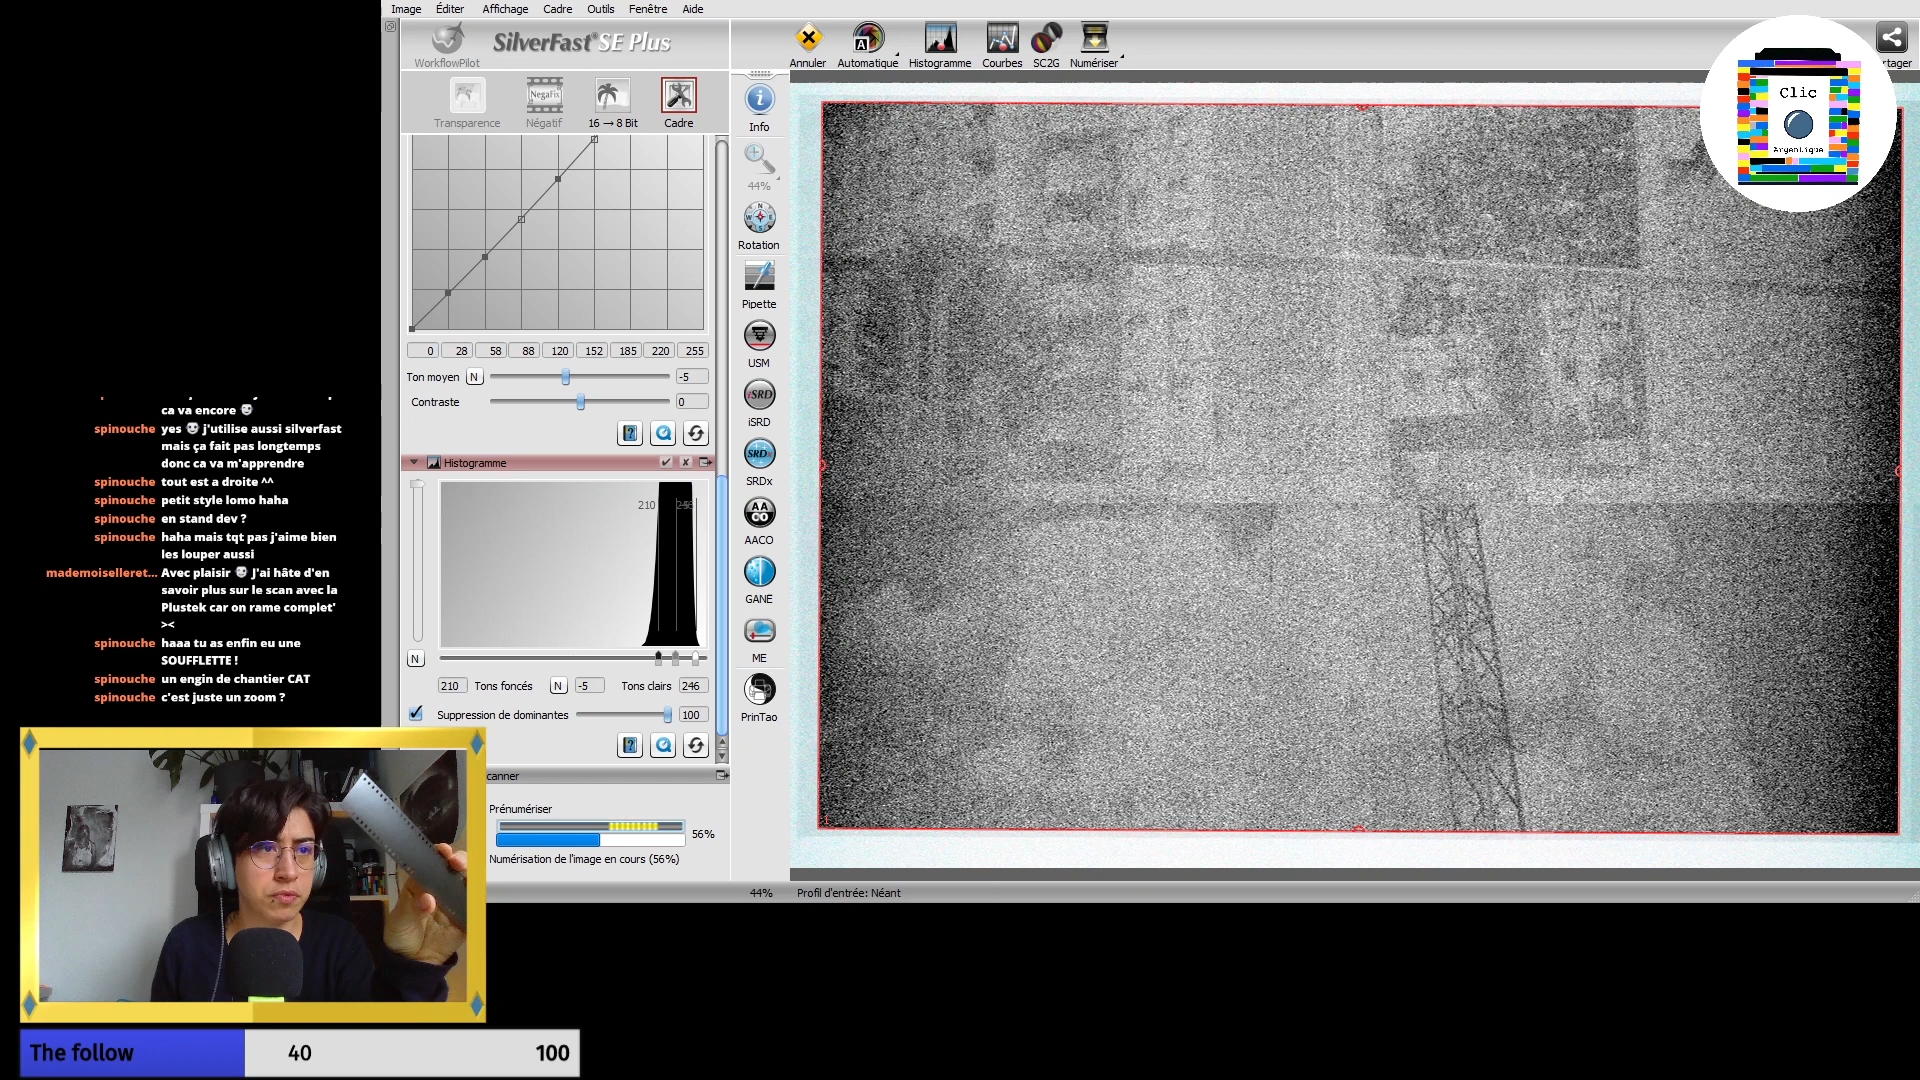 Image Éditer Affichage Cadre Outils Fenêtre Aide
WorkflowPilot
SilverFast® SE Plus
Annuler Automatique Histogramme Courbes SC2G Numériser
Clic
Argentique
Transparence Négatif 16 → 8 Bit Cadre
NegaFix
Info
44%
Rotation
Pipette
USM
iSRD
iSRD
SRDx
SRDx
AACO
AACO
GANE
ME
PrinTao
0 28 58 88 120 152 185 220 255
Ton moyen N -5
Contraste 0
Histogramme
210
N
210 Tons foncés N -5 Tons clairs 246
Suppression de dominantes 100
Prénumériser
56%
Numérisation de l'image en cours (56%)
44% Profil d'entrée: Néant
ca va encore
spinouche yes j'utilise aussi silverfast
mais ça fait pas longtemps
donc ca va m'apprendre
spinouche tout est a droite ^^
spinouche petit style lomo haha
spinouche en stand dev ?
spinouche haha mais tqt pas j'aime bien
les louper aussi
mademoiselleret... Avec plaisir J'ai hâte d'en
savoir plus sur le scan avec la
Plustek car on rame complet'
><
spinouche haaa tu as enfin eu une
SOUFFLETTE !
spinouche un engin de chantier CAT
spinouche c'est juste un zoom ?
The follow 40 100